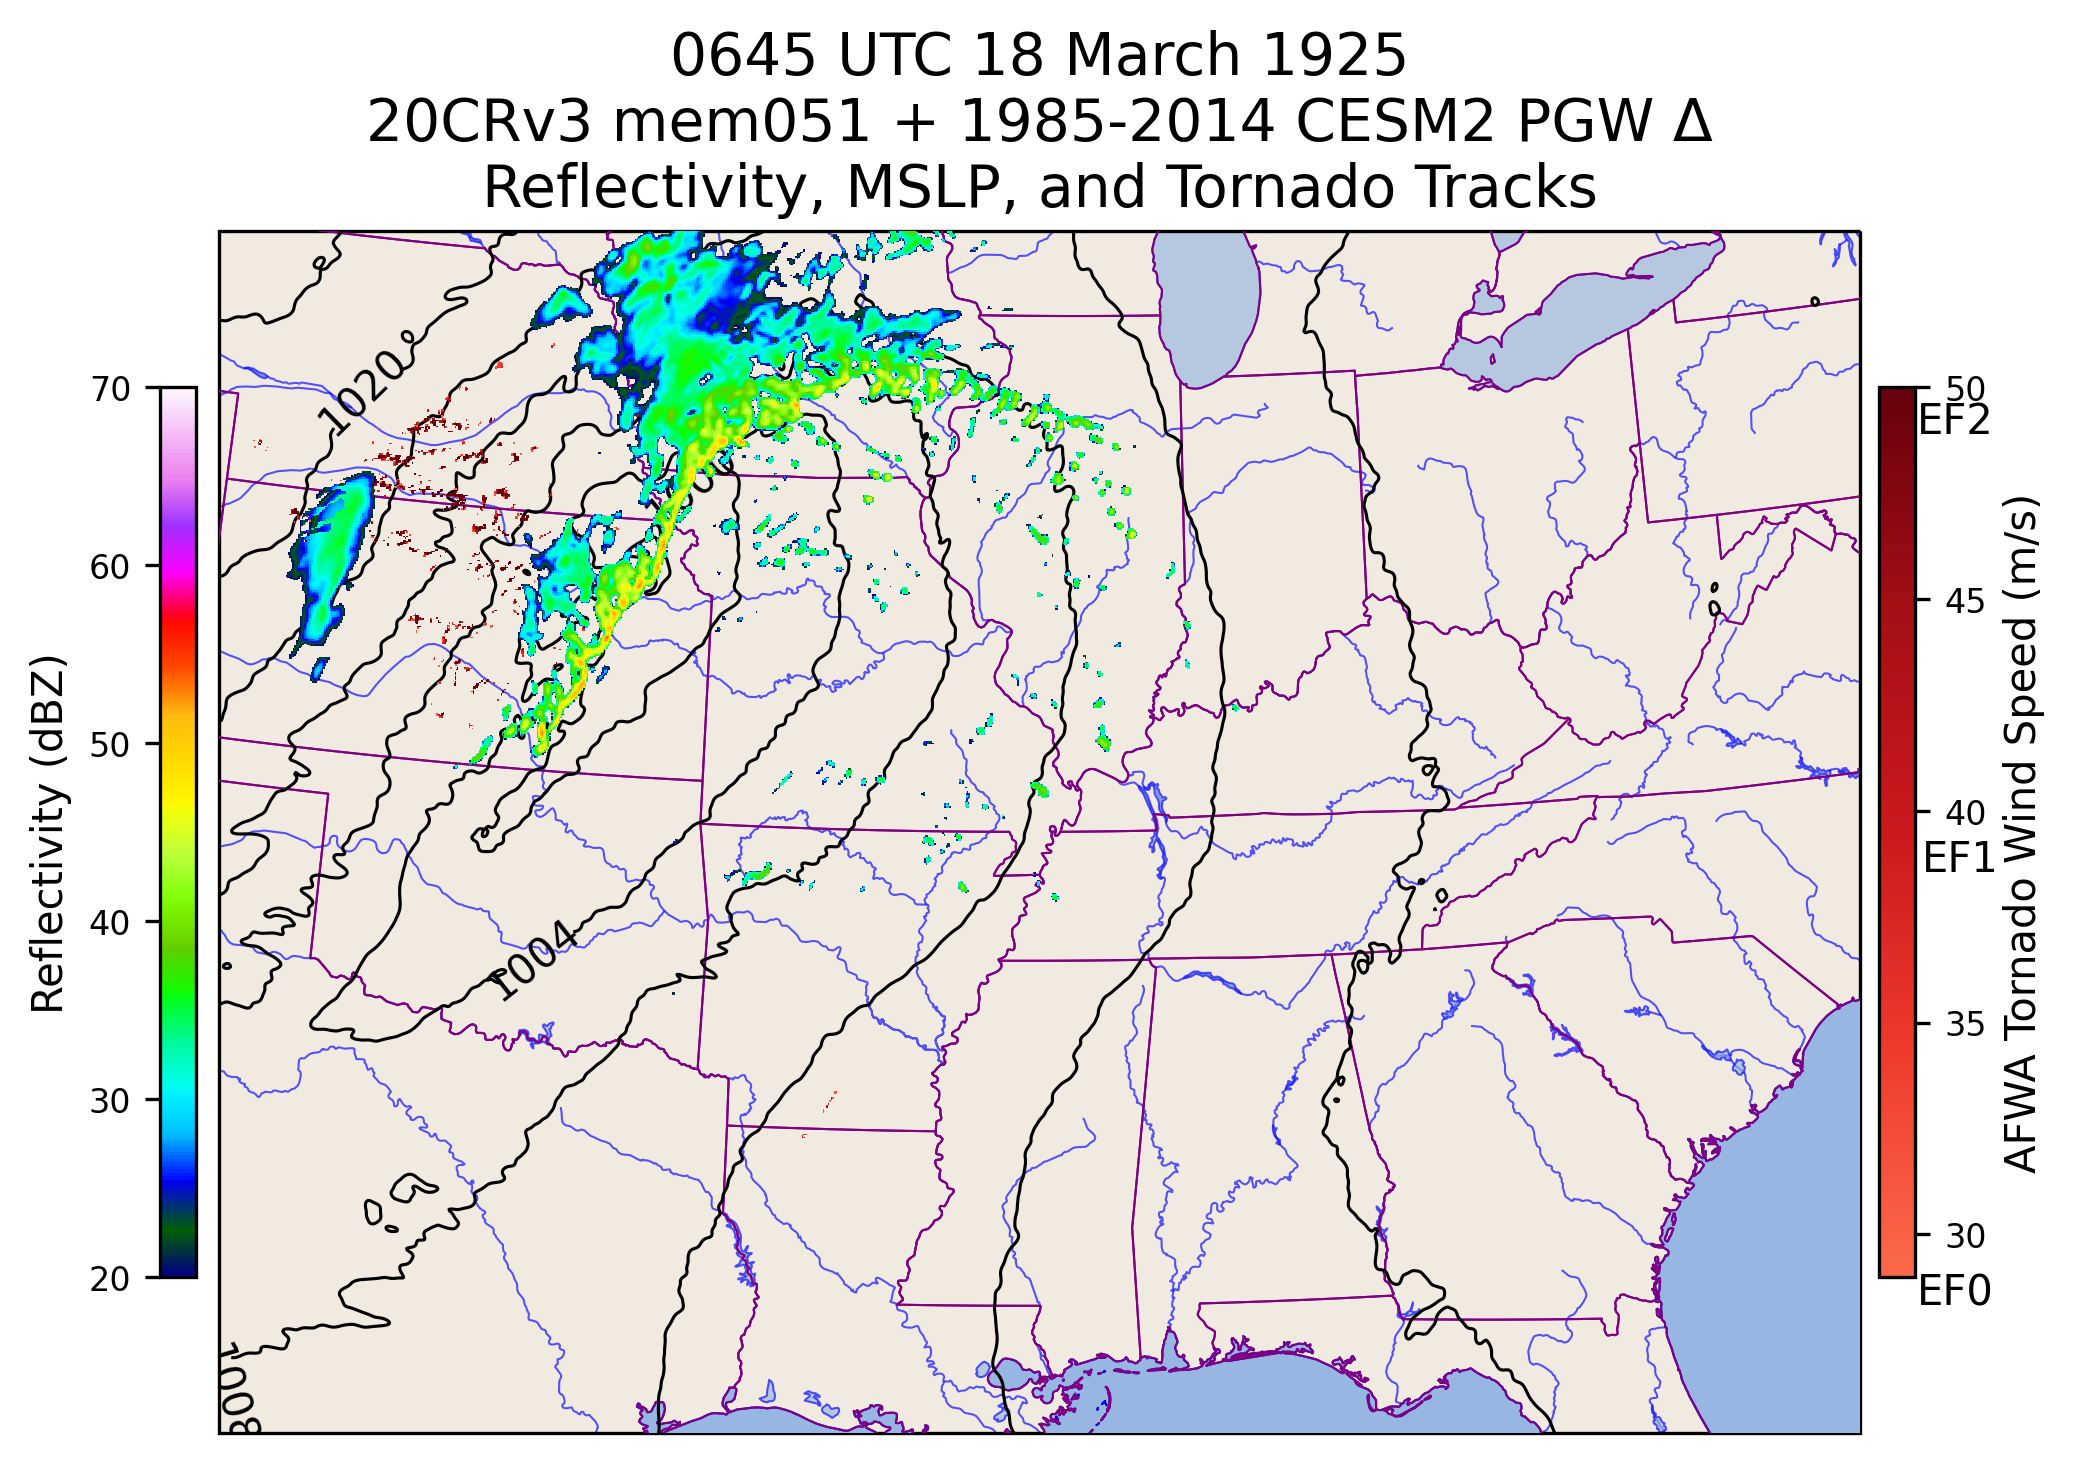 0645 UTC 18 March 1925
20CRv3 mem051 + 1985-2014 CESM2 PGW Δ
Reflectivity, MSLP, and Tornado Tracks
Reflectivity (dBZ)
70
60
50
40
30
20
1020
1004
1008
50
EF2
45
40
EF1
35
30
EF0
AFWA Tornado Wind Speed (m/s)